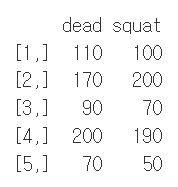 dead squat
[1,] 110 100
[2,] 170 200
[3,] 90 70
[4,] 200 190
[5,] 70 50